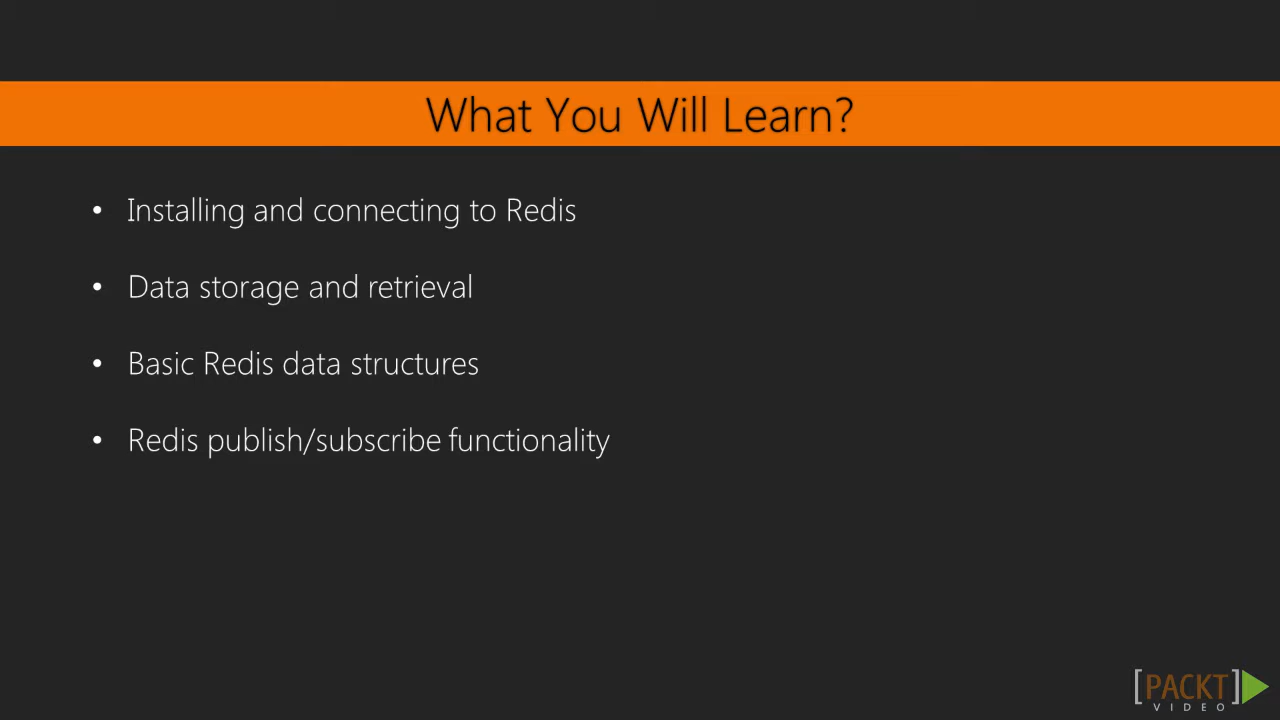 What You Will Learn?
• Installing and connecting to Redis
• Data storage and retrieval
• Basic Redis data structures
• Redis publish/subscribe functionality
[PACKT]
VIDEO